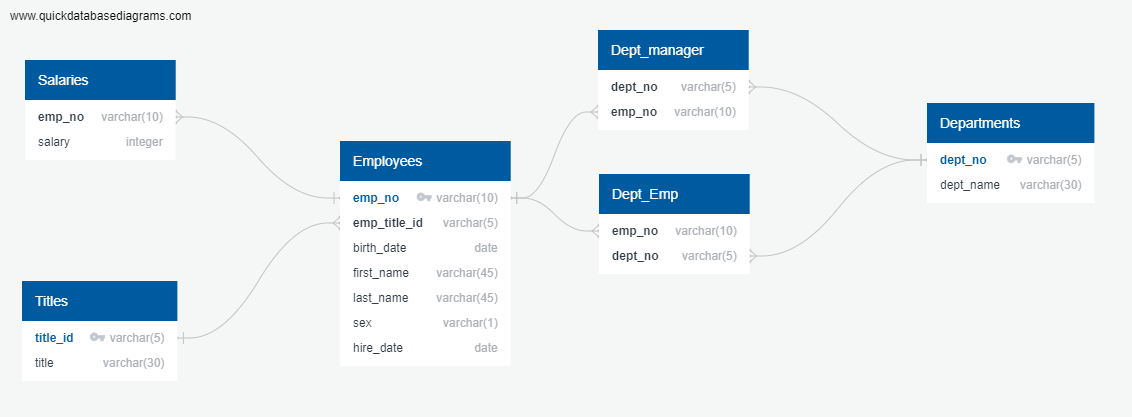 www.quickdatabasediagrams.com
Salaries
emp_no varchar(10)
salary integer
Titles
title_id varchar(5)
title varchar(30)
Employees
emp_no varchar(10)
emp_title_id varchar(5)
birth_date date
first_name varchar(45)
last_name varchar(45)
sex varchar(1)
hire_date date
Dept_manager
dept_no varchar(5)
emp_no varchar(10)
Dept_Emp
emp_no varchar(10)
dept_no varchar(5)
Departments
dept_no varchar(5)
dept_name varchar(30)